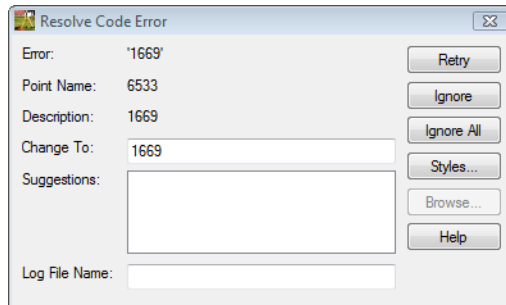 Resolve Code Error
Error: '1669'
Retry
Point Name: 6533
Ignore
Description: 1669
Ignore All
Change To: 1669
Styles...
Suggestions:
Browse...
Help
Log File Name: